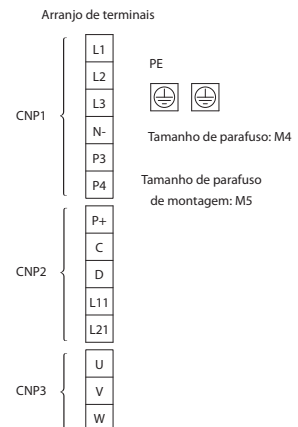 Arranjo de terminais
CNP1
L1
L2
L3
N-
P3
P4
PE
Tamanho de parafuso: M4
Tamanho de parafuso
de montagem: M5
CNP2
P+
C
D
L11
L21
CNP3
U
V
W